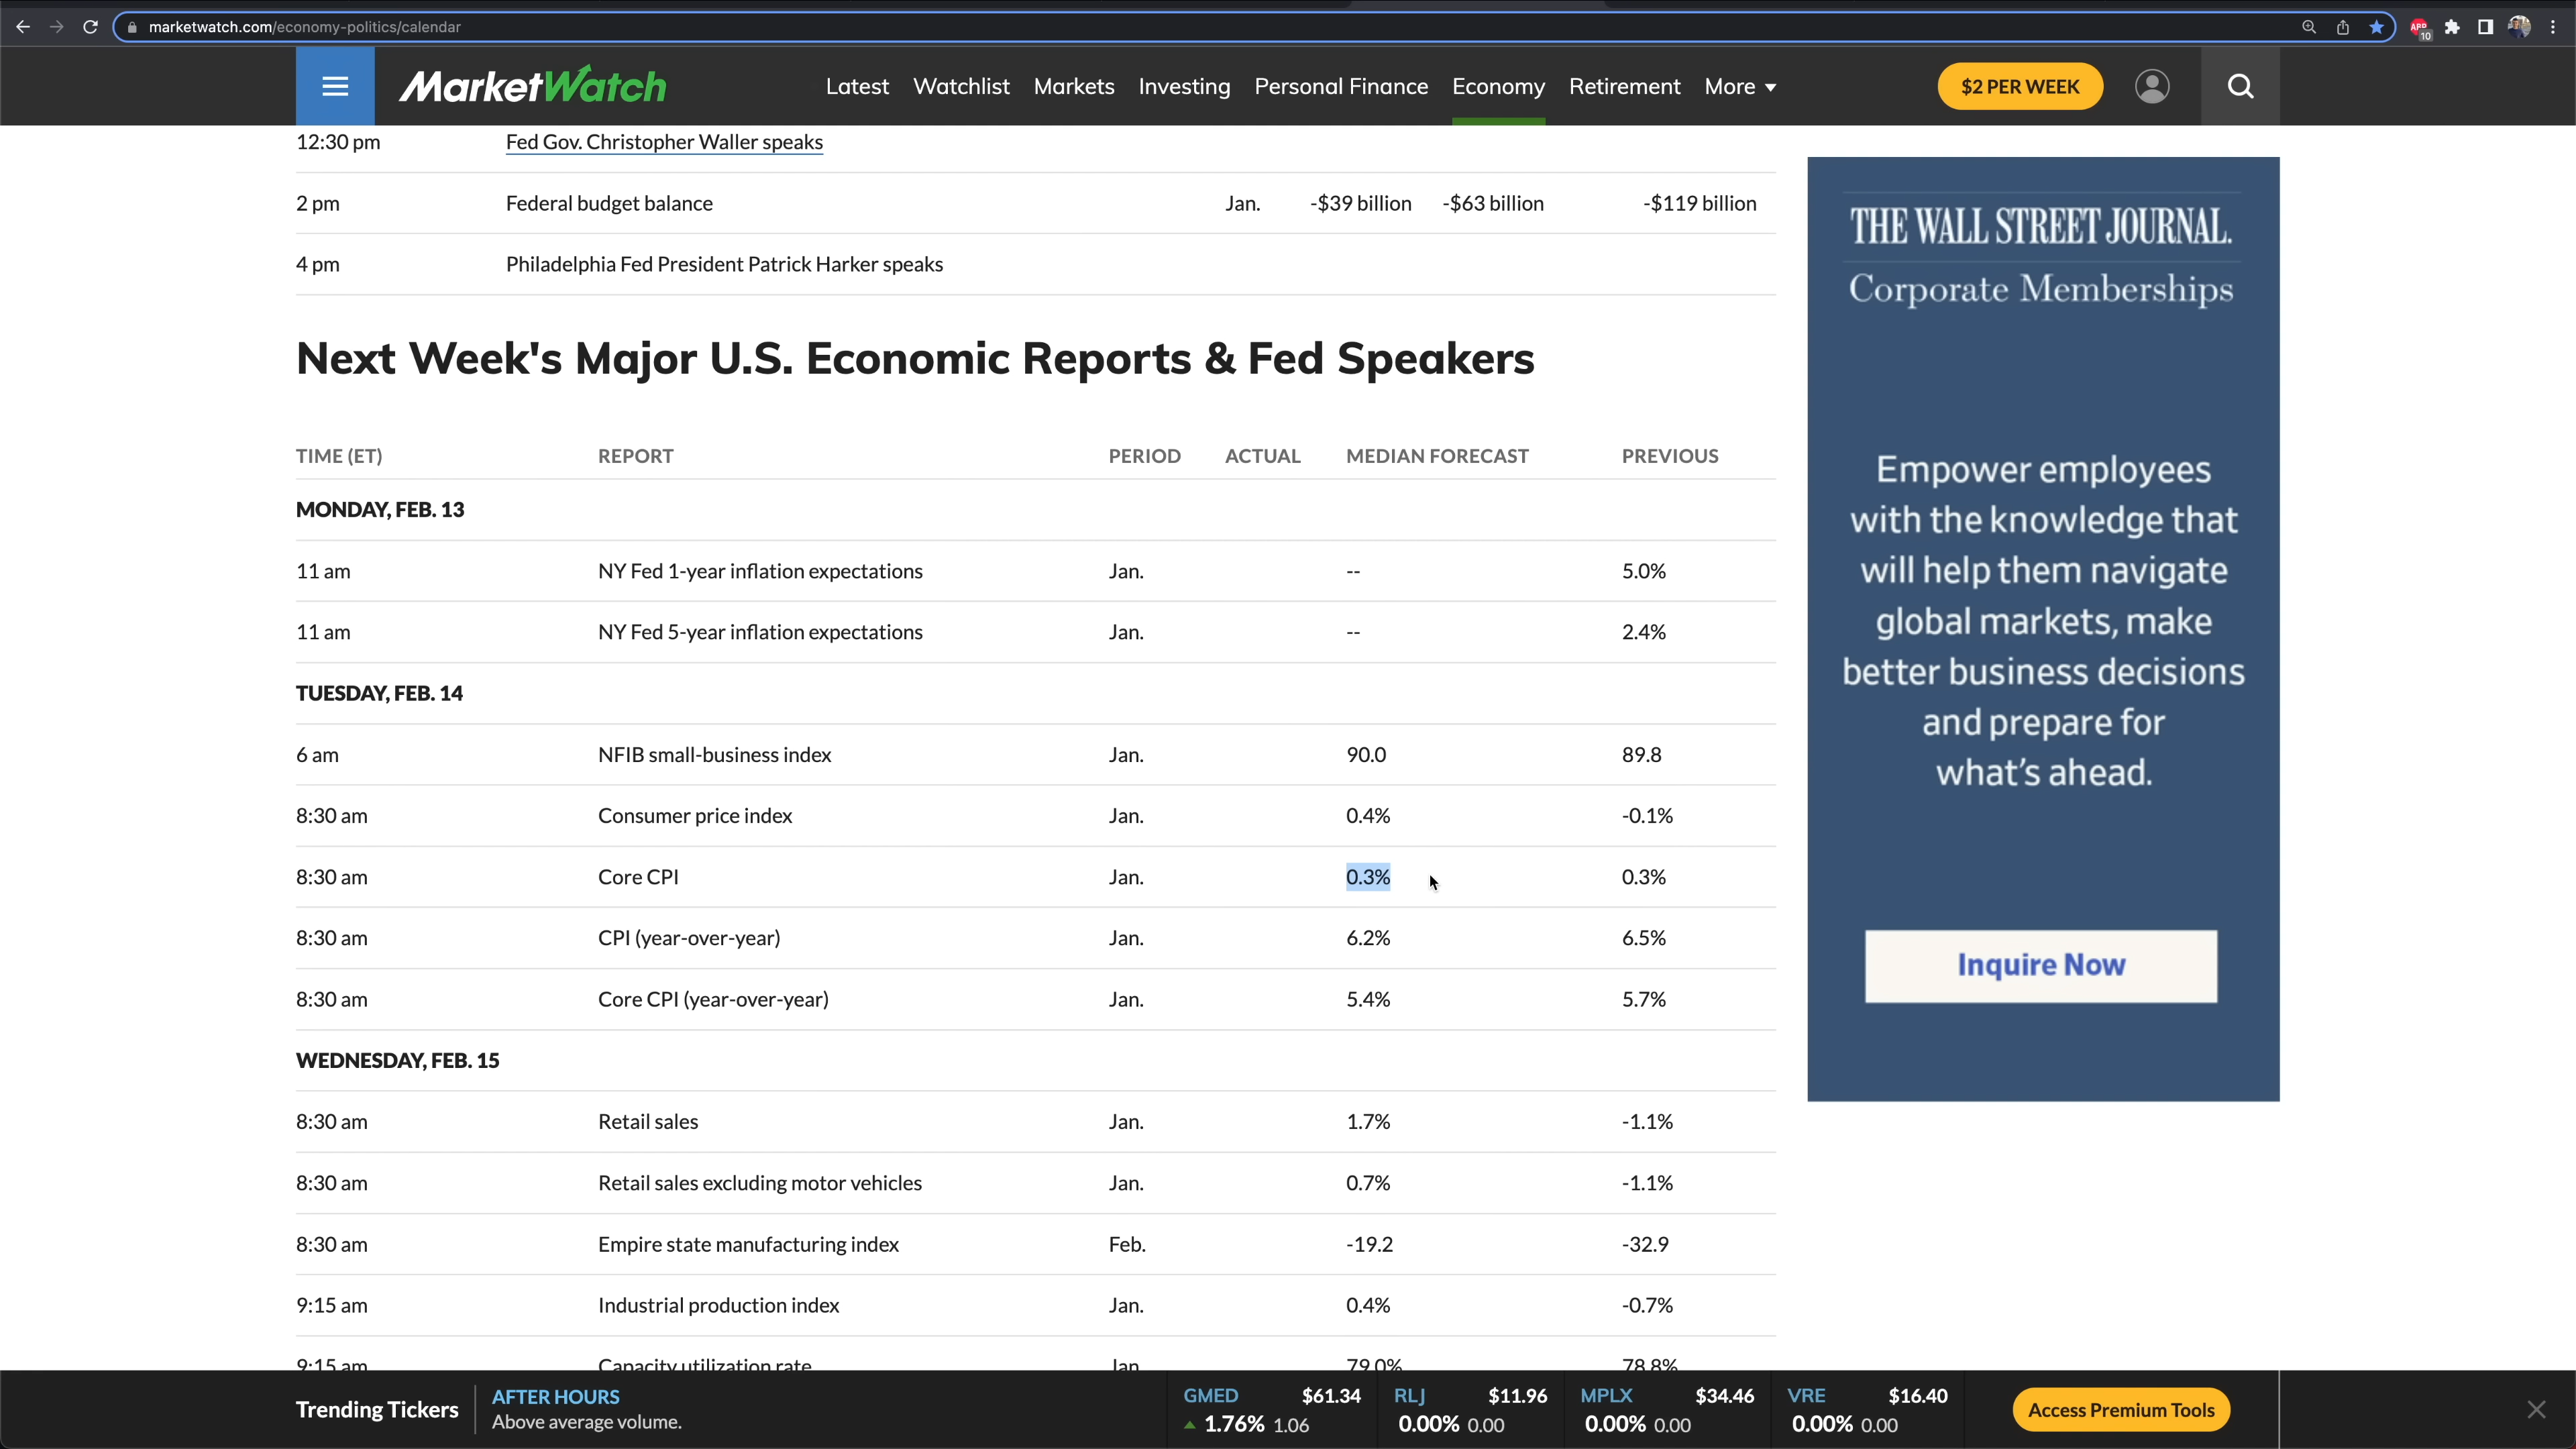 marketwatch.com/economy-politics/calendar
ABP
10
MarketWatch
Latest Watchlist Markets Investing Personal Finance Economy Retirement More
$2 PER WEEK
12:30 pm Fed Gov. Christopher Waller speaks
2 pm Federal budget balance Jan. -$39 billion -$63 billion -$119 billion
4 pm Philadelphia Fed President Patrick Harker speaks
Next Week's Major U.S. Economic Reports & Fed Speakers
TIME (ET) REPORT PERIOD ACTUAL MEDIAN FORECAST PREVIOUS
MONDAY, FEB. 13
11 am NY Fed 1-year inflation expectations Jan. -- 5.0%
11 am NY Fed 5-year inflation expectations Jan. -- 2.4%
TUESDAY, FEB. 14
6 am NFIB small-business index Jan. 90.0 89.8
8:30 am Consumer price index Jan. 0.4% -0.1%
8:30 am Core CPI Jan. 0.3% 0.3%
8:30 am CPI (year-over-year) Jan. 6.2% 6.5%
8:30 am Core CPI (year-over-year) Jan. 5.4% 5.7%
WEDNESDAY, FEB. 15
8:30 am Retail sales Jan. 1.7% -1.1%
8:30 am Retail sales excluding motor vehicles Jan. 0.7% -1.1%
8:30 am Empire state manufacturing index Feb. -19.2 -32.9
9:15 am Industrial production index Jan. 0.4% -0.7%
9:15 am Capacity utilization rate Jan. 79.0% 78.8%
THE WALL STREET JOURNAL.
Corporate Memberships
Empower employees
with the knowledge that
will help them navigate
global markets, make
better business decisions
and prepare for
what's ahead.
Inquire Now
Trending Tickers
AFTER HOURS
Above average volume.
GMED $61.34
1.76% 1.06
RLJ $11.96
0.00% 0.00
MPLX $34.46
0.00% 0.00
VRE $16.40
0.00% 0.00
Access Premium Tools